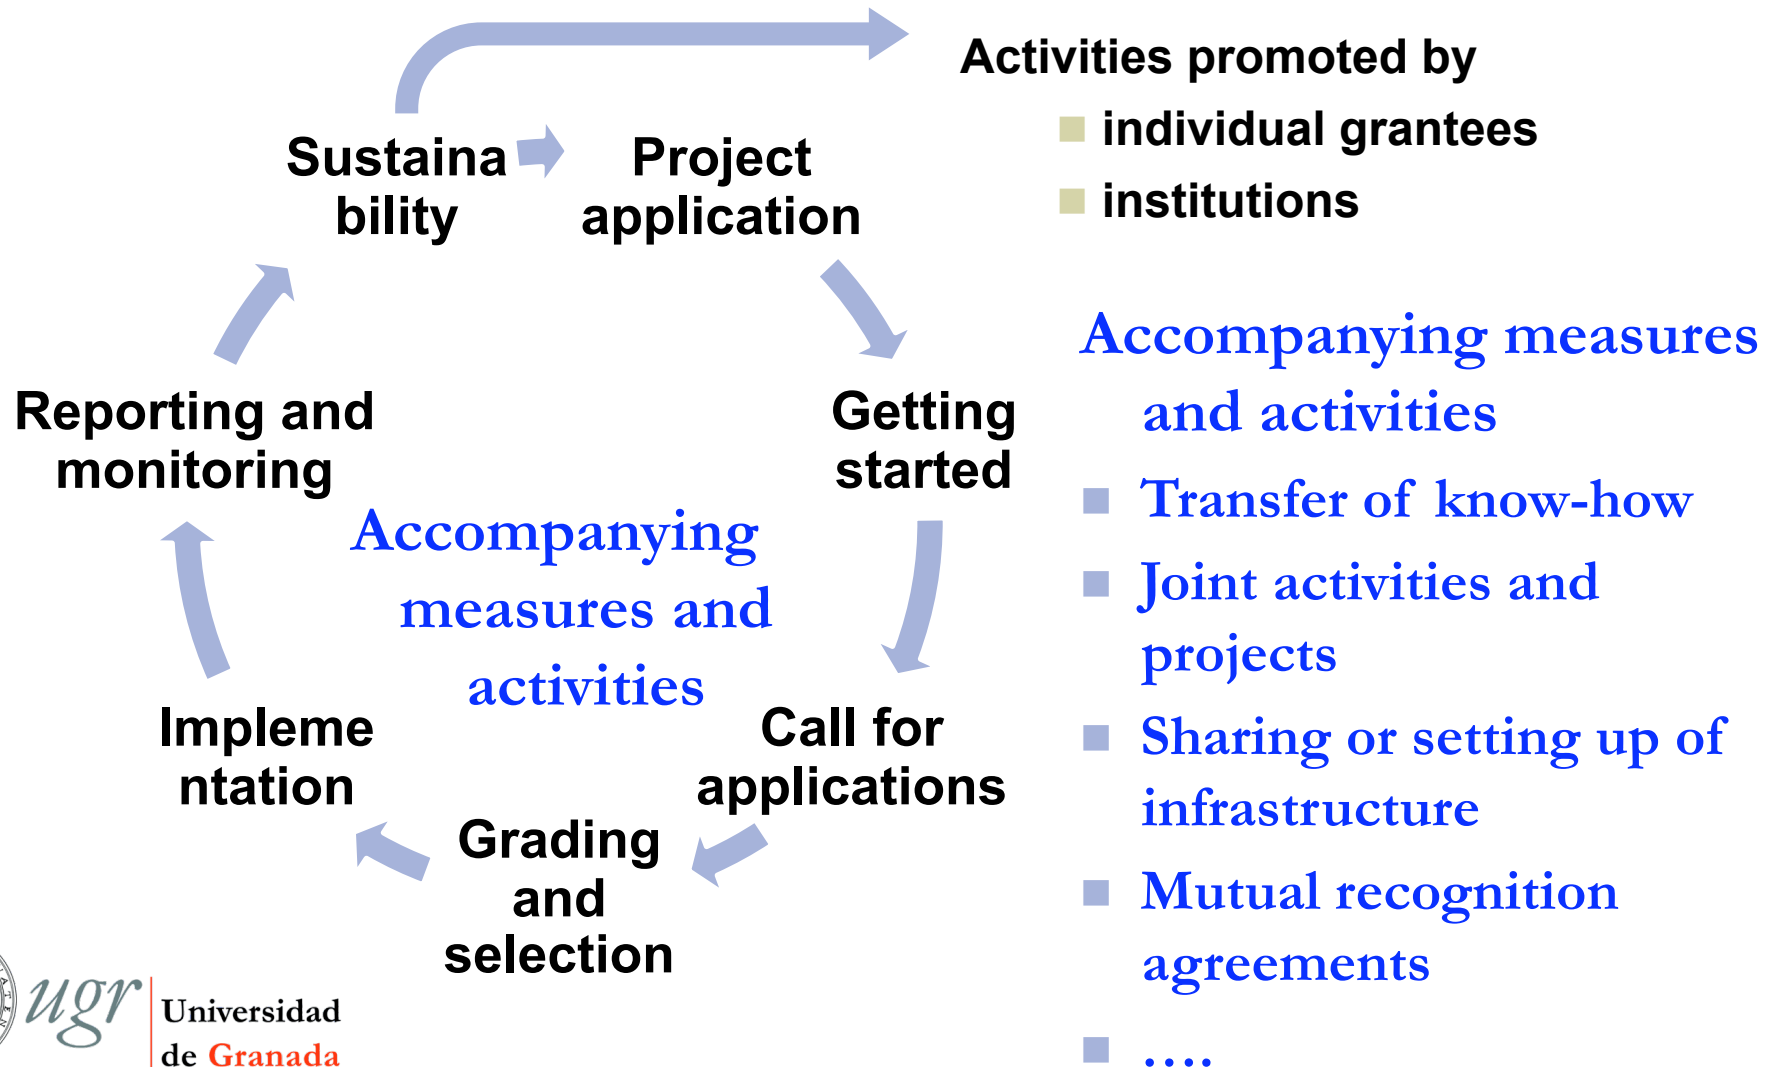 Activities promoted by
individual grantees
institutions
Sustaina
bility
Project
application
Getting
started
Call for
applications
Grading
and
selection
Impleme
ntation
Reporting and
monitoring
Accompanying
measures and
activities
Accompanying measures
and activities
Transfer of know-how
Joint activities and
projects
Sharing or setting up of
infrastructure
Mutual recognition
agreements
....
ugr
Universidad
de Granada